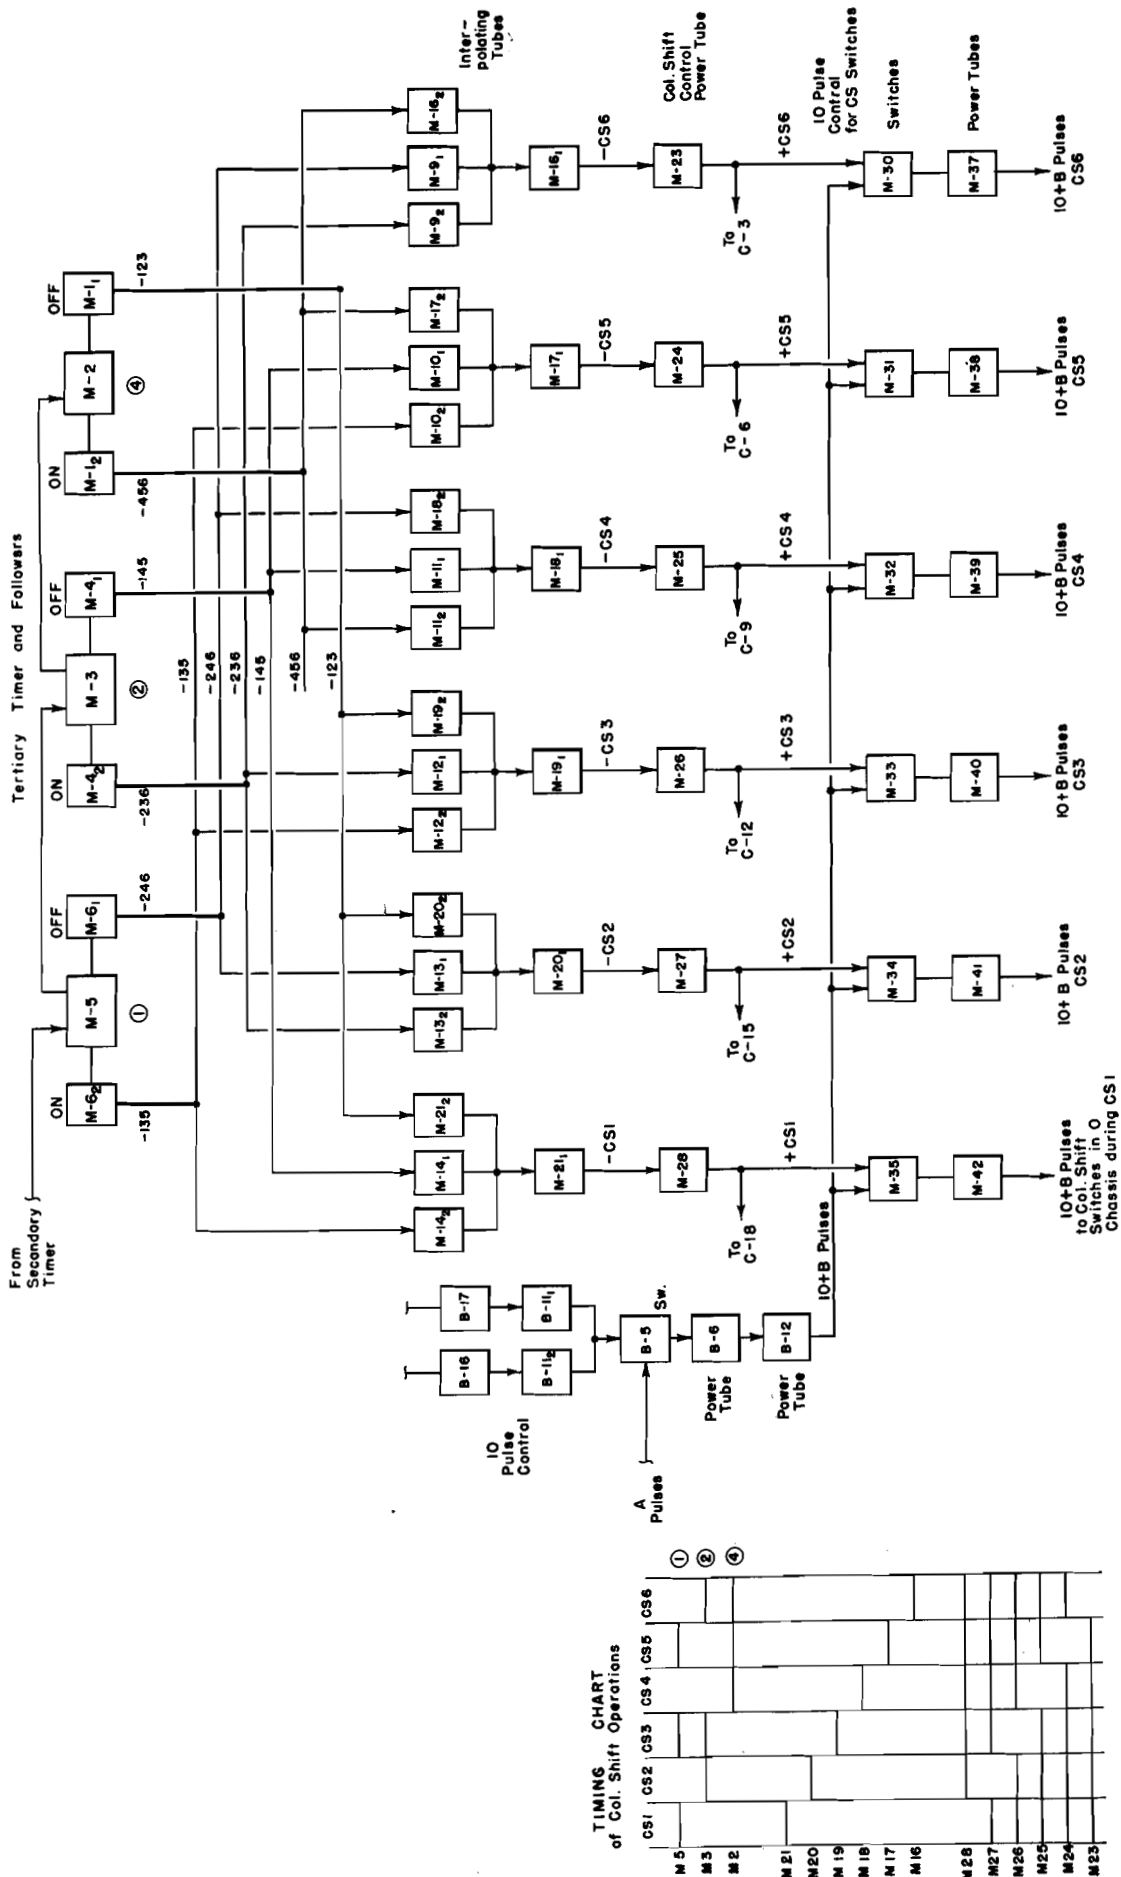 Tertiary Timer and Followers
From
Secondary
Timer
ON
OFF
ON
OFF
ON
OFF
M-6₂
M-5
M-6₁
M-4₂
M-3
M-4₁
M-1₂
M-2
M-1₁
①
②
④
-135
-246
-236
-145
-456
-123
-135
-246
-236
-145
-456
-123
Inter-
polating
Tubes
M-14₂
M-14₁
M-21₂
M-13₂
M-13₁
M-20₂
M-12₂
M-12₁
M-19₂
M-11₂
M-11₁
M-18₂
M-10₂
M-10₁
M-17₂
M-9₂
M-9₁
M-16₂
M-21₁
M-20₁
M-19₁
M-18₁
M-17₁
M-16₁
-CS1
-CS2
-CS3
-CS4
-CS5
-CS6
Col. Shift
Control
Power Tube
M-28
M-27
M-26
M-25
M-24
M-23
To
C-18
To
C-15
To
C-12
To
C-9
To
C-6
To
C-3
+CS1
+CS2
+CS3
+CS4
+CS5
+CS6
10 Pulse
Control
for CS Switches
Switches
M-35
M-34
M-33
M-32
M-31
M-30
Power Tubes
M-42
M-41
M-40
M-39
M-38
M-37
10+B Pulses
to Col. Shift
Switches in O
Chassis during CS1
10+ B Pulses
CS2
10+B Pulses
CS3
10+B Pulses
CS4
10+B Pulses
CS5
10+B Pulses
CS6
10
Pulse
Control
B-16
B-17
B-11₂
B-11₁
B-5
Sw.
A
Pulses
Power
Tube
B-6
Power
Tube
B-12
10+B Pulses
TIMING CHART
of Col. Shift Operations
CS1
CS2
CS3
CS4
CS5
CS6
M5
①
M3
②
M2
④
M21
M20
M19
M18
M17
M16
M28
M27
M26
M25
M24
M23